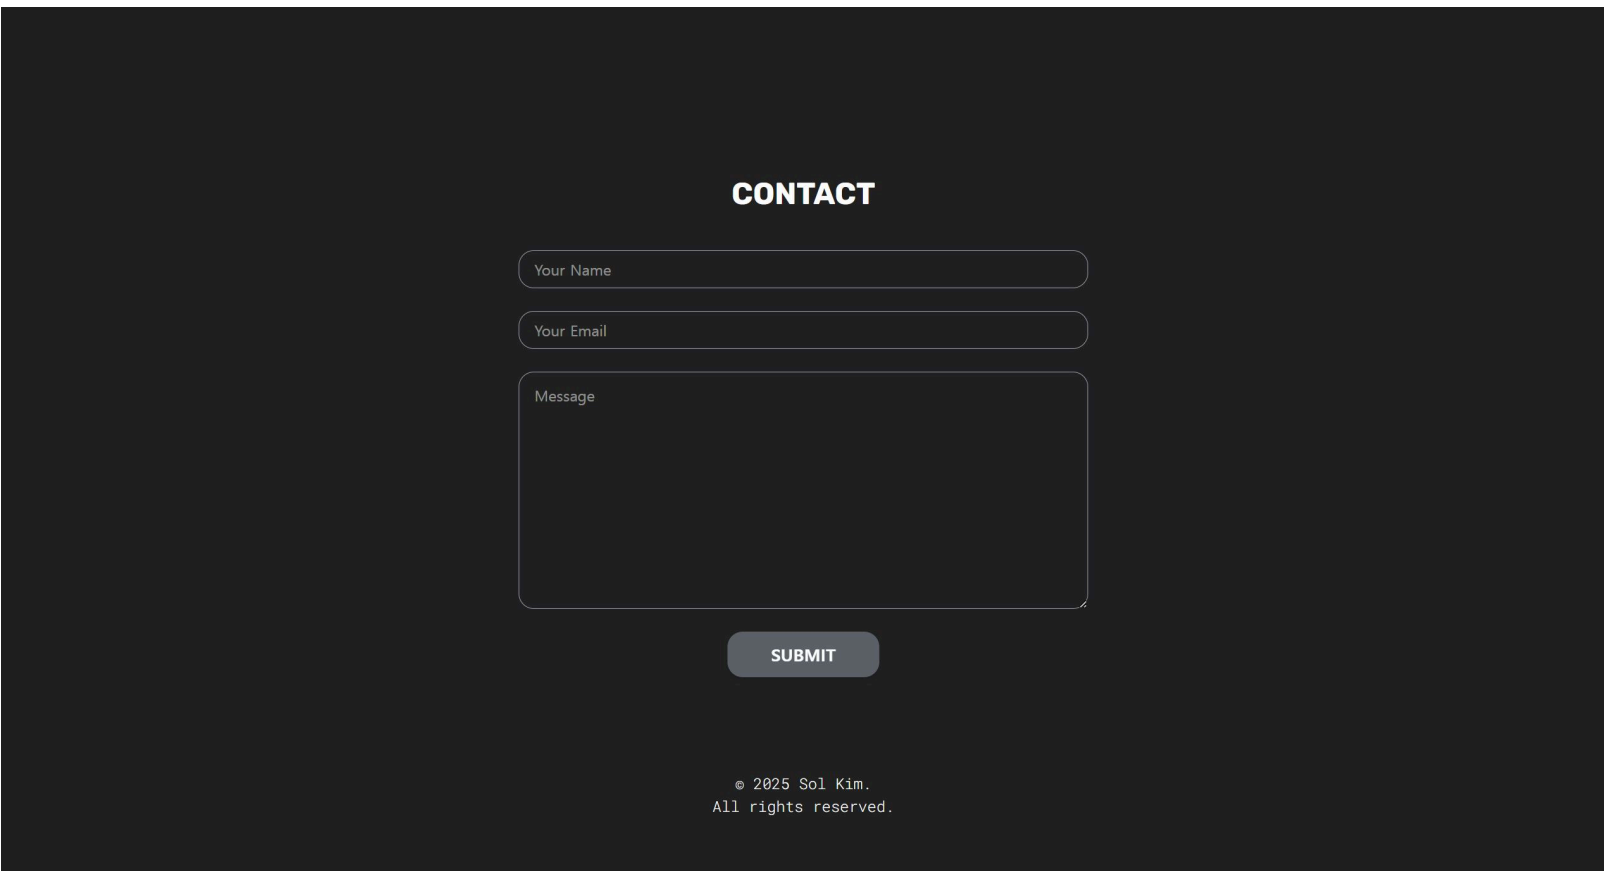 CONTACT
Your Name
Your Email
Message
SUBMIT
© 2025 Sol Kim.
All rights reserved.